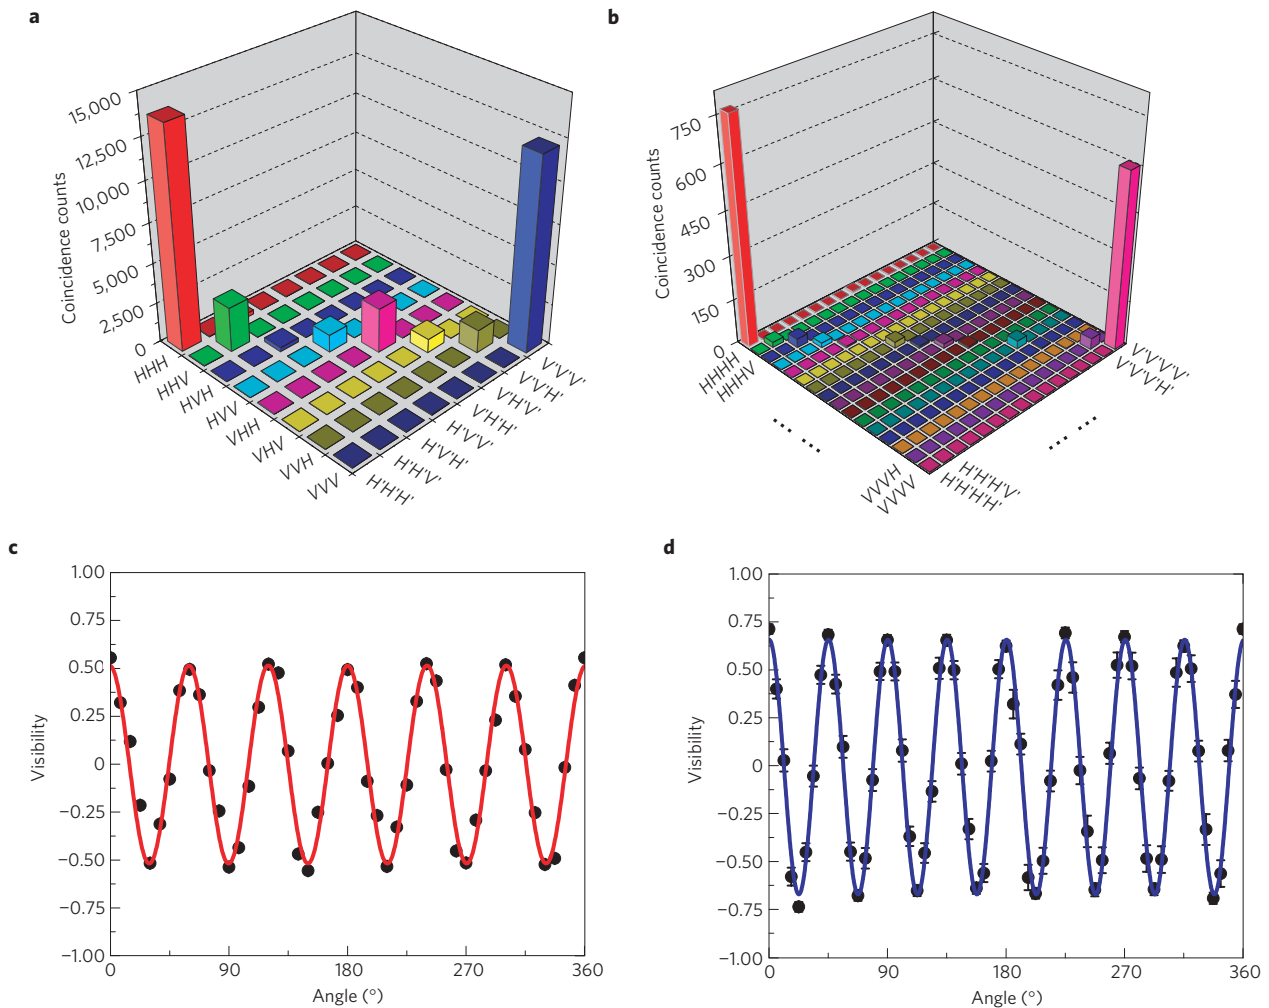 a
15,000
12,500
10,000
7,500
5,000
2,500
0
Coincidence counts
HHH
HHV
HVH
HVV
VHH
VHV
VVH
VVV
V'V'V'
V'V'H'
V'H'V'
V'H'H'
H'V'V'
H'V'H'
H'H'V'
H'H'H'
b
750
600
450
300
150
0
Coincidence counts
HHHH
HHHV
VVVH
VVVV
V'V'V'V'
V'V'V'H'
H'H'H'V'
H'H'H'H'
c
1.00
0.75
0.50
0.25
0
−0.25
−0.50
−0.75
−1.00
Visibility
0 90 180 270 360
Angle (°)
d
1.00
0.75
0.50
0.25
0
−0.25
−0.50
−0.75
−1.00
Visibility
0 90 180 270 360
Angle (°)